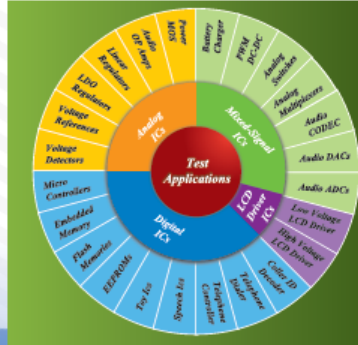 Test
Applications
Analog
ICs
Mixed-Signal
ICs
LCD
Driver
ICs
Digital
ICs
Power
MOS
Audio
OP Amps
Linear
Regulators
LDO
Regulators
Voltage
References
Voltage
Detectors
Battery
Charger
PWM
DC-DC
Analog
Switches
Analog
Multiplexers
Audio
CODEC
Audio DACs
Audio ADCs
Low Voltage
LCD Driver
High Voltage
LCD Driver
Caller ID
Decoder
Telephone
Dialer
Telephone
Controller
Speech Ics
Toy Ics
EEPROMs
Flash
Memories
Embedded
Memory
Micro
Controllers